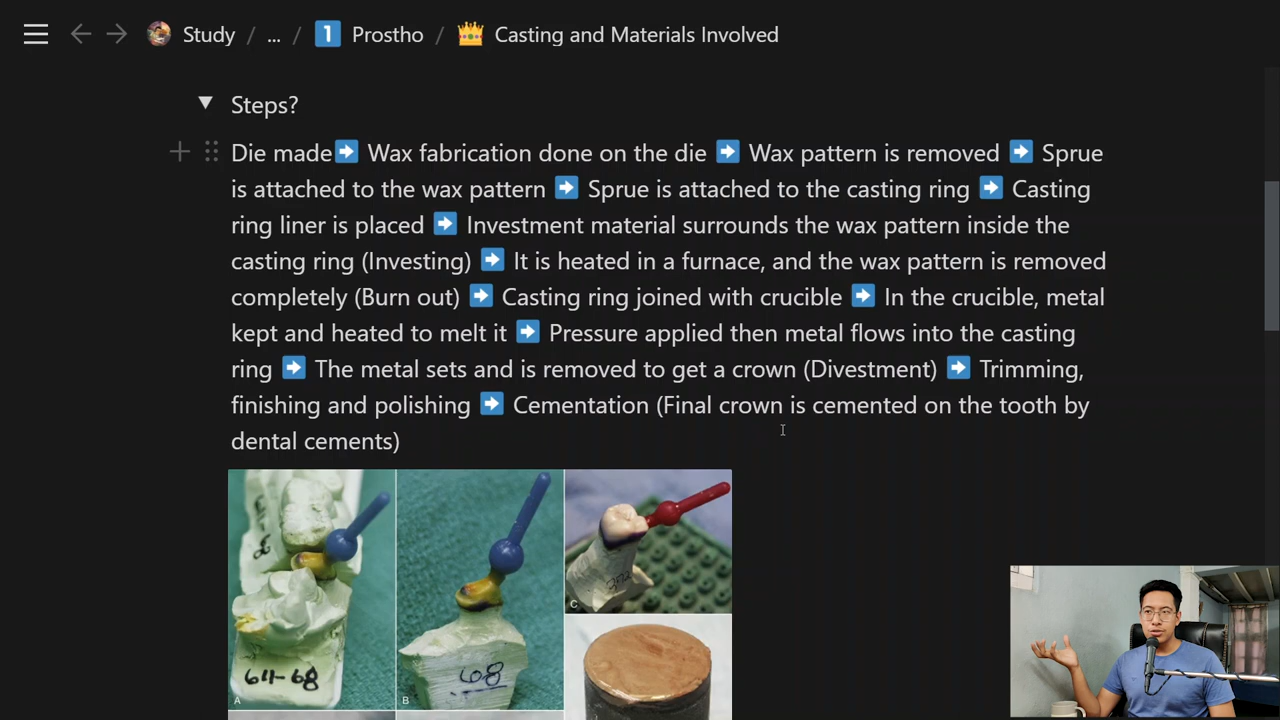 Study / ... / 1 Prostho / Casting and Materials Involved
Steps?
Die made➡ Wax fabrication done on the die ➡ Wax pattern is removed ➡ Sprue
is attached to the wax pattern ➡ Sprue is attached to the casting ring ➡ Casting
ring liner is placed ➡ Investment material surrounds the wax pattern inside the
casting ring (Investing) ➡ It is heated in a furnace, and the wax pattern is removed
completely (Burn out) ➡ Casting ring joined with crucible ➡ In the crucible, metal
kept and heated to melt it ➡ Pressure applied then metal flows into the casting
ring ➡ The metal sets and is removed to get a crown (Divestment) ➡ Trimming,
finishing and polishing ➡ Cementation (Final crown is cemented on the tooth by
dental cements)
A
64-68
B
68
C